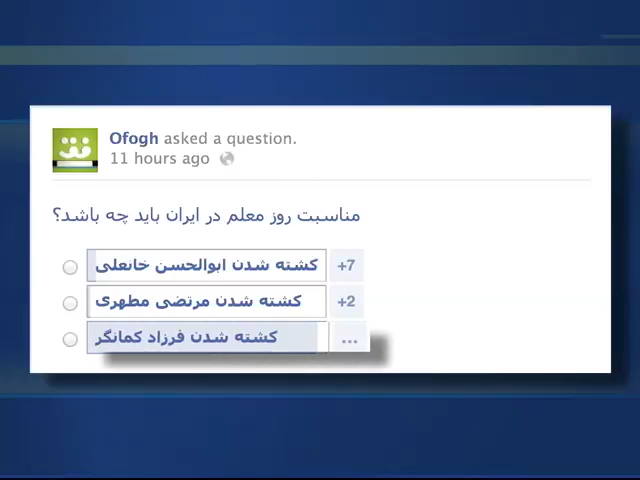 Ofogh asked a question.
11 hours ago
مناسبت روز معلم در ایران باید چه باشد؟
کشته شدن ابوالحسن خانعلی +7
کشته شدن مرتضی مطهری +2
کشته شدن فرزاد کمانگر ...